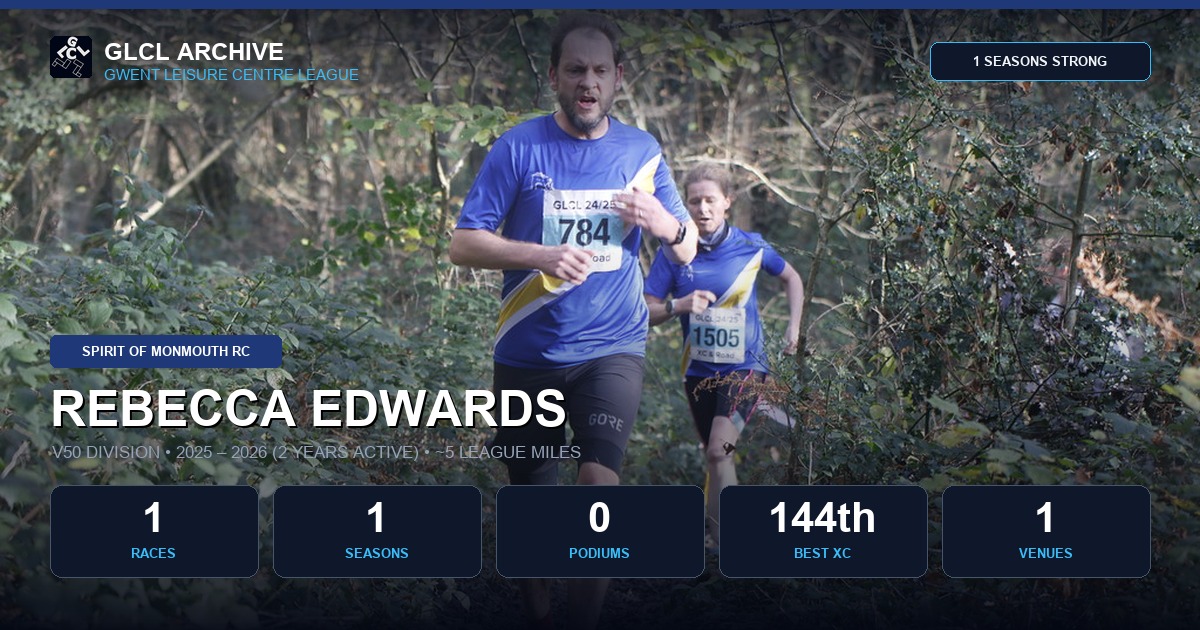 GLCL ARCHIVE
GWENT LEISURE CENTRE LEAGUE
1 SEASONS STRONG
GLCL 24/25
784
Road
GLCL 24/25
1505
XC & Road
GORE
SPIRIT OF MONMOUTH RC
REBECCA EDWARDS
V50 DIVISION • 2025 – 2026 (2 YEARS ACTIVE) • ~5 LEAGUE MILES
1
RACES
1
SEASONS
0
PODIUMS
144th
BEST XC
1
VENUES